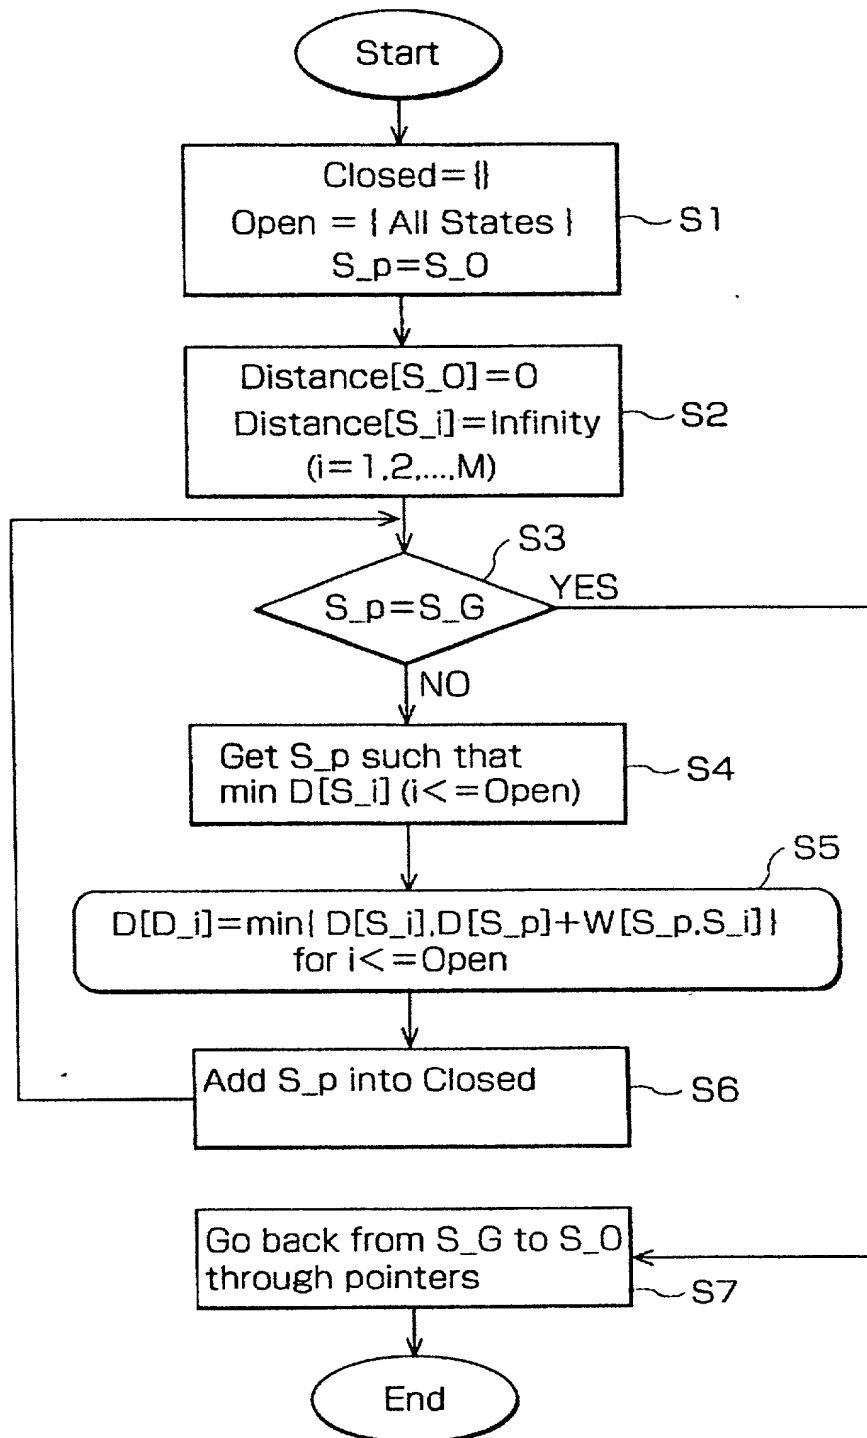 Start
Closed={}
Open = { All States }
S_p=S_0
S1
Distance[S_0]=0
Distance[S_i]=Infinity
(i=1,2,...,M)
S2
S3
S_p=S_G
YES
NO
Get S_p such that
min D[S_i] (i<=Open)
S4
S5
D[D_i]=min{ D[S_i],D[S_p]+W[S_p,S_i] }
for i<=Open
Add S_p into Closed
S6
Go back from S_G to S_0
through pointers
S7
End